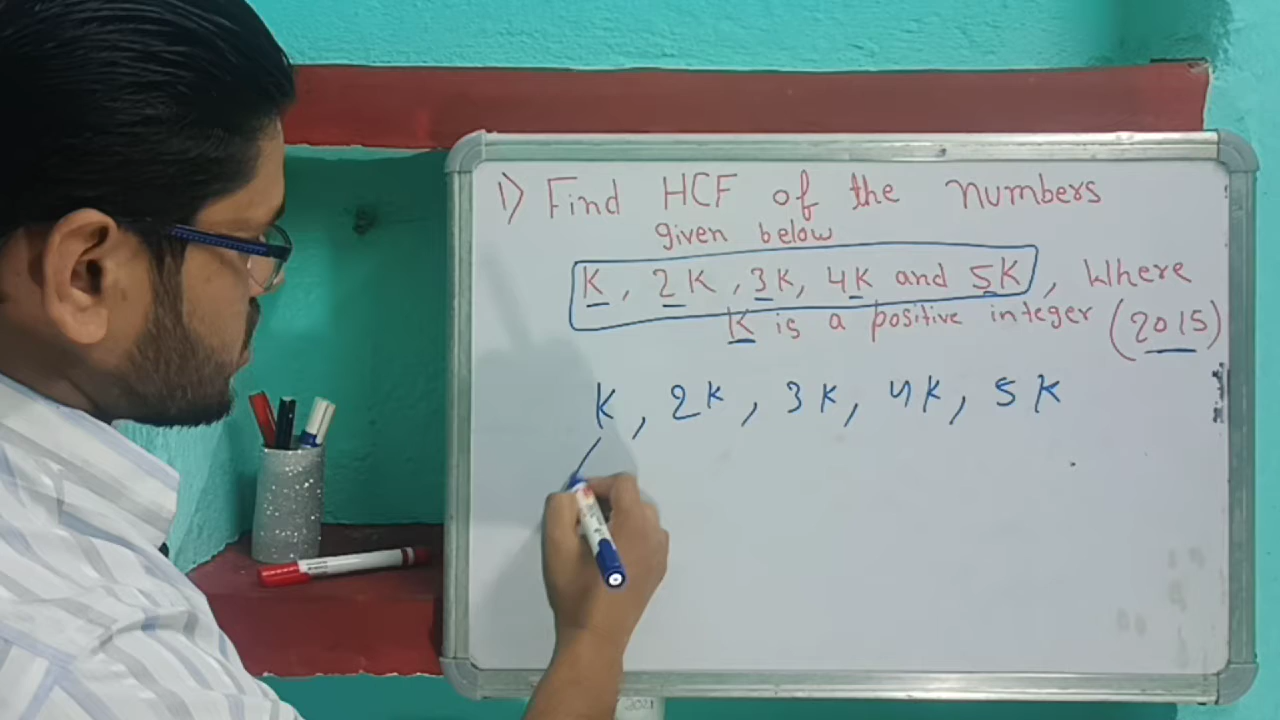 1) Find HCF of the numbers
given below
K, 2K, 3K, 4K and 5K, Where
K is a positive integer (2015)
K, 2K, 3K, 4K, 5K